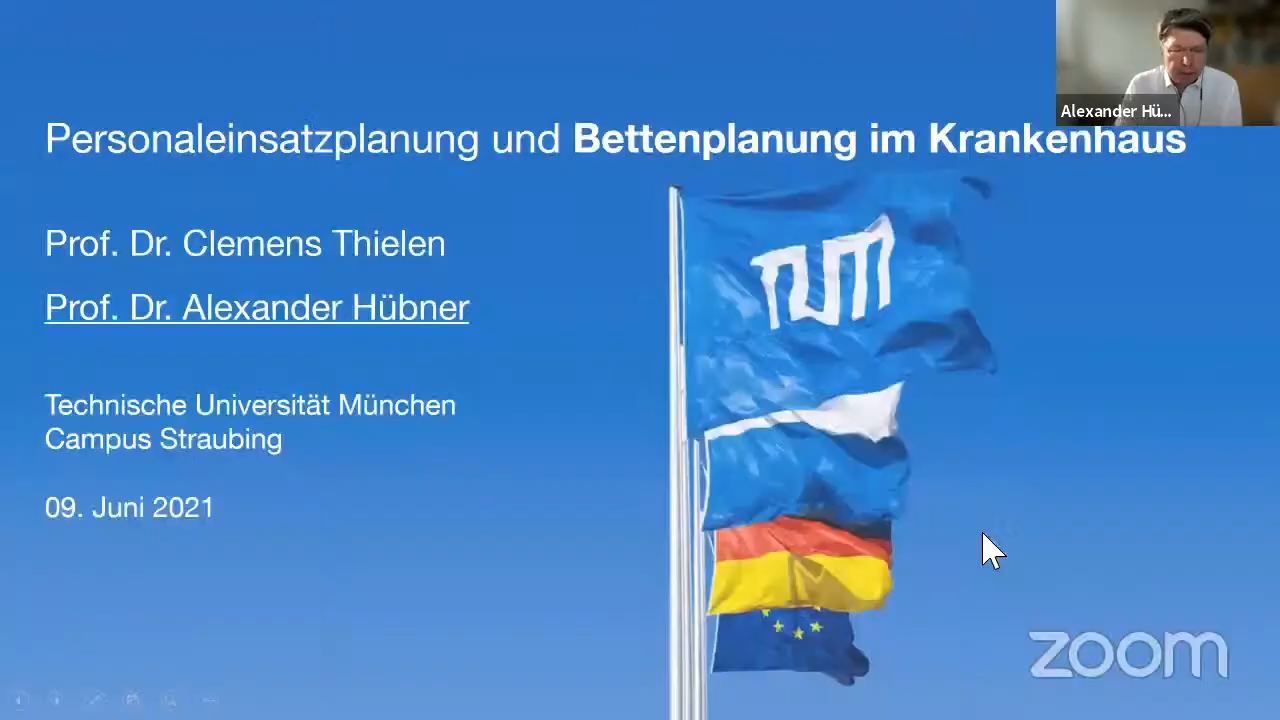 Alexander Hü...
Personaleinsatzplanung und Bettenplanung im Krankenhaus
Prof. Dr. Clemens Thielen
Prof. Dr. Alexander Hübner
TUM
Technische Universität München
Campus Straubing
09. Juni 2021
zoom